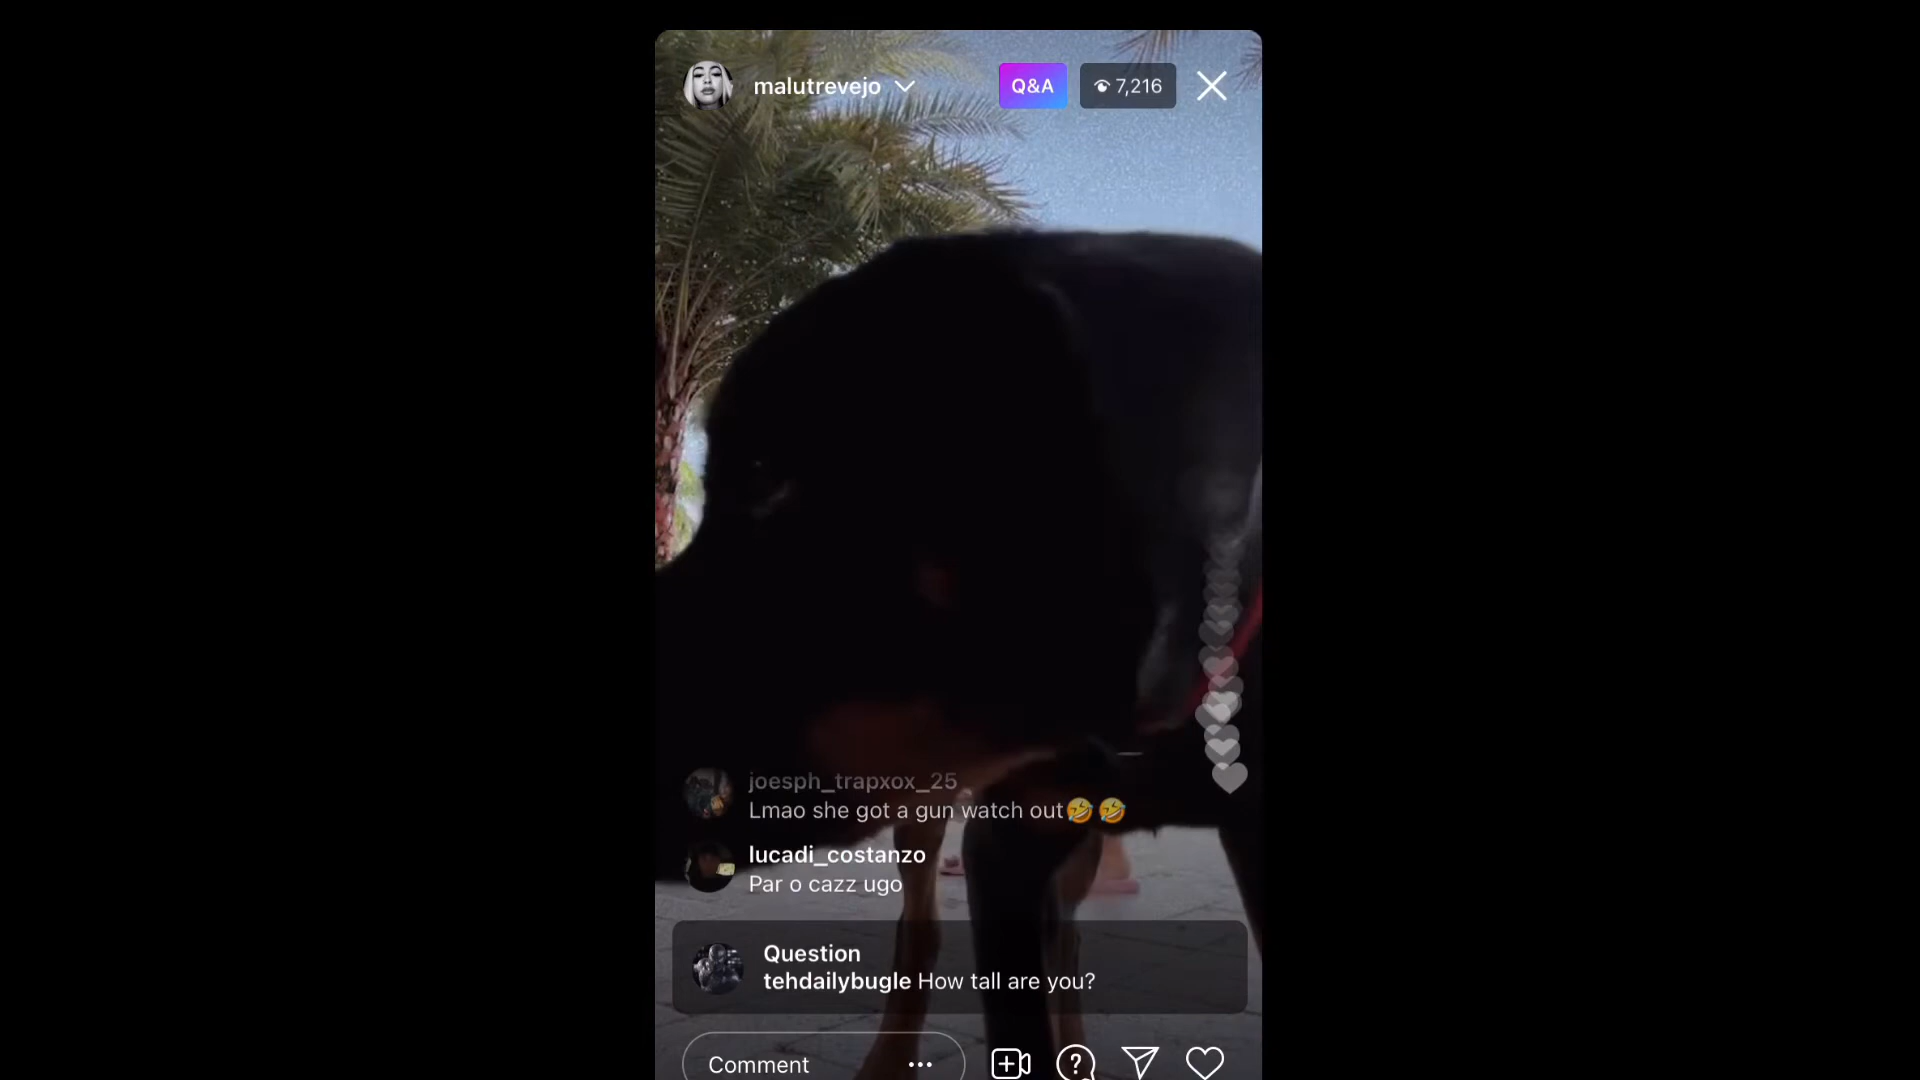 malutrevejo
Q&A
7,216
joesph_trapxox_25
Lmao she got a gun watch out🤣🤣
lucadi_costanzo
Par o cazz ugo
Question
tehdailybugle How tall are you?
Comment